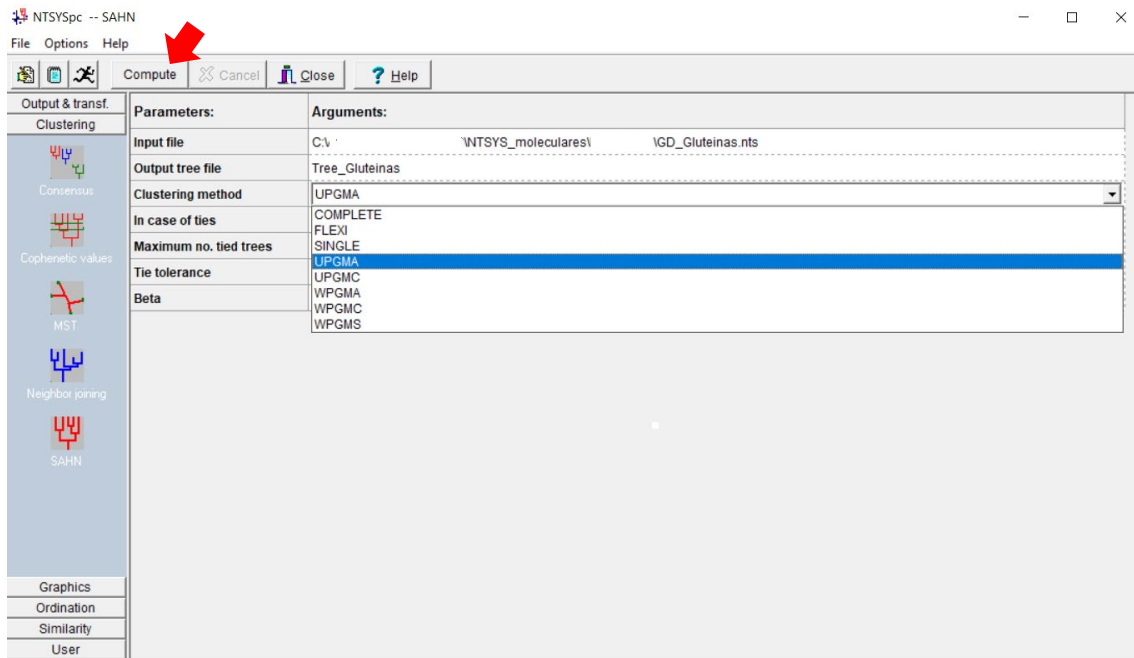 NTSYSpc -- SAHN
File Options Help
Compute Cancel Close ? Help
Output & transf.
Clustering
Consensus
Cophenetic values
MST
Neighbor joining
SAHN
Graphics
Ordination
Similarity
User
Parameters: Arguments:
Input file C:\ \NTSYS_moleculares\ \GD_Gluteinas.nts
Output tree file Tree_Gluteinas
Clustering method UPGMA
In case of ties
Maximum no. tied trees
Tie tolerance
Beta
COMPLETE
FLEXI
SINGLE
UPGMA
UPGMC
WPGMA
WPGMC
WPGMS